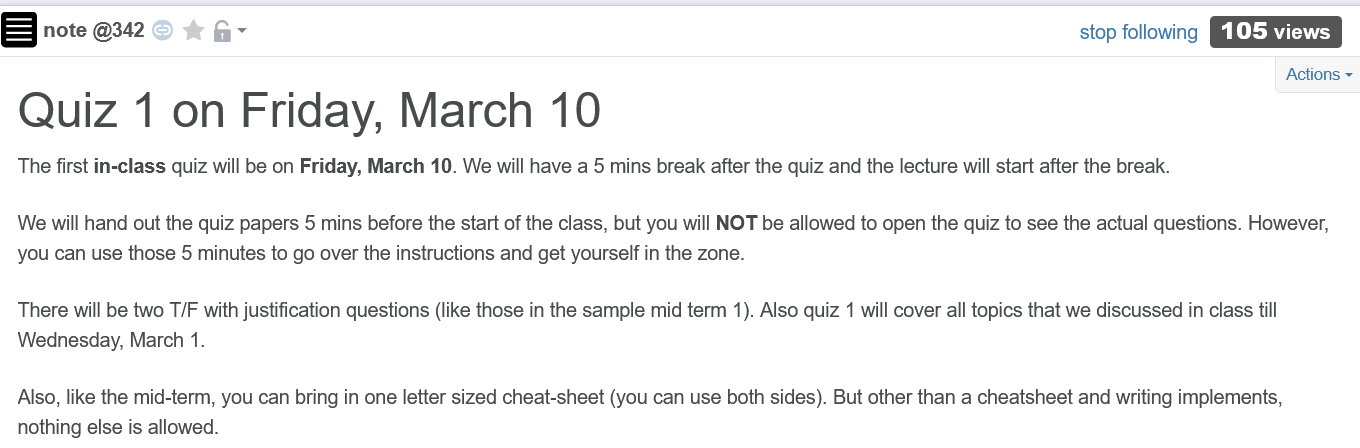 note @342
stop following
105 views
Actions
Quiz 1 on Friday, March 10
The first in-class quiz will be on Friday, March 10. We will have a 5 mins break after the quiz and the lecture will start after the break.
We will hand out the quiz papers 5 mins before the start of the class, but you will NOT be allowed to open the quiz to see the actual questions. However,
you can use those 5 minutes to go over the instructions and get yourself in the zone.
There will be two T/F with justification questions (like those in the sample mid term 1). Also quiz 1 will cover all topics that we discussed in class till
Wednesday, March 1.
Also, like the mid-term, you can bring in one letter sized cheat-sheet (you can use both sides). But other than a cheatsheet and writing implements,
nothing else is allowed.